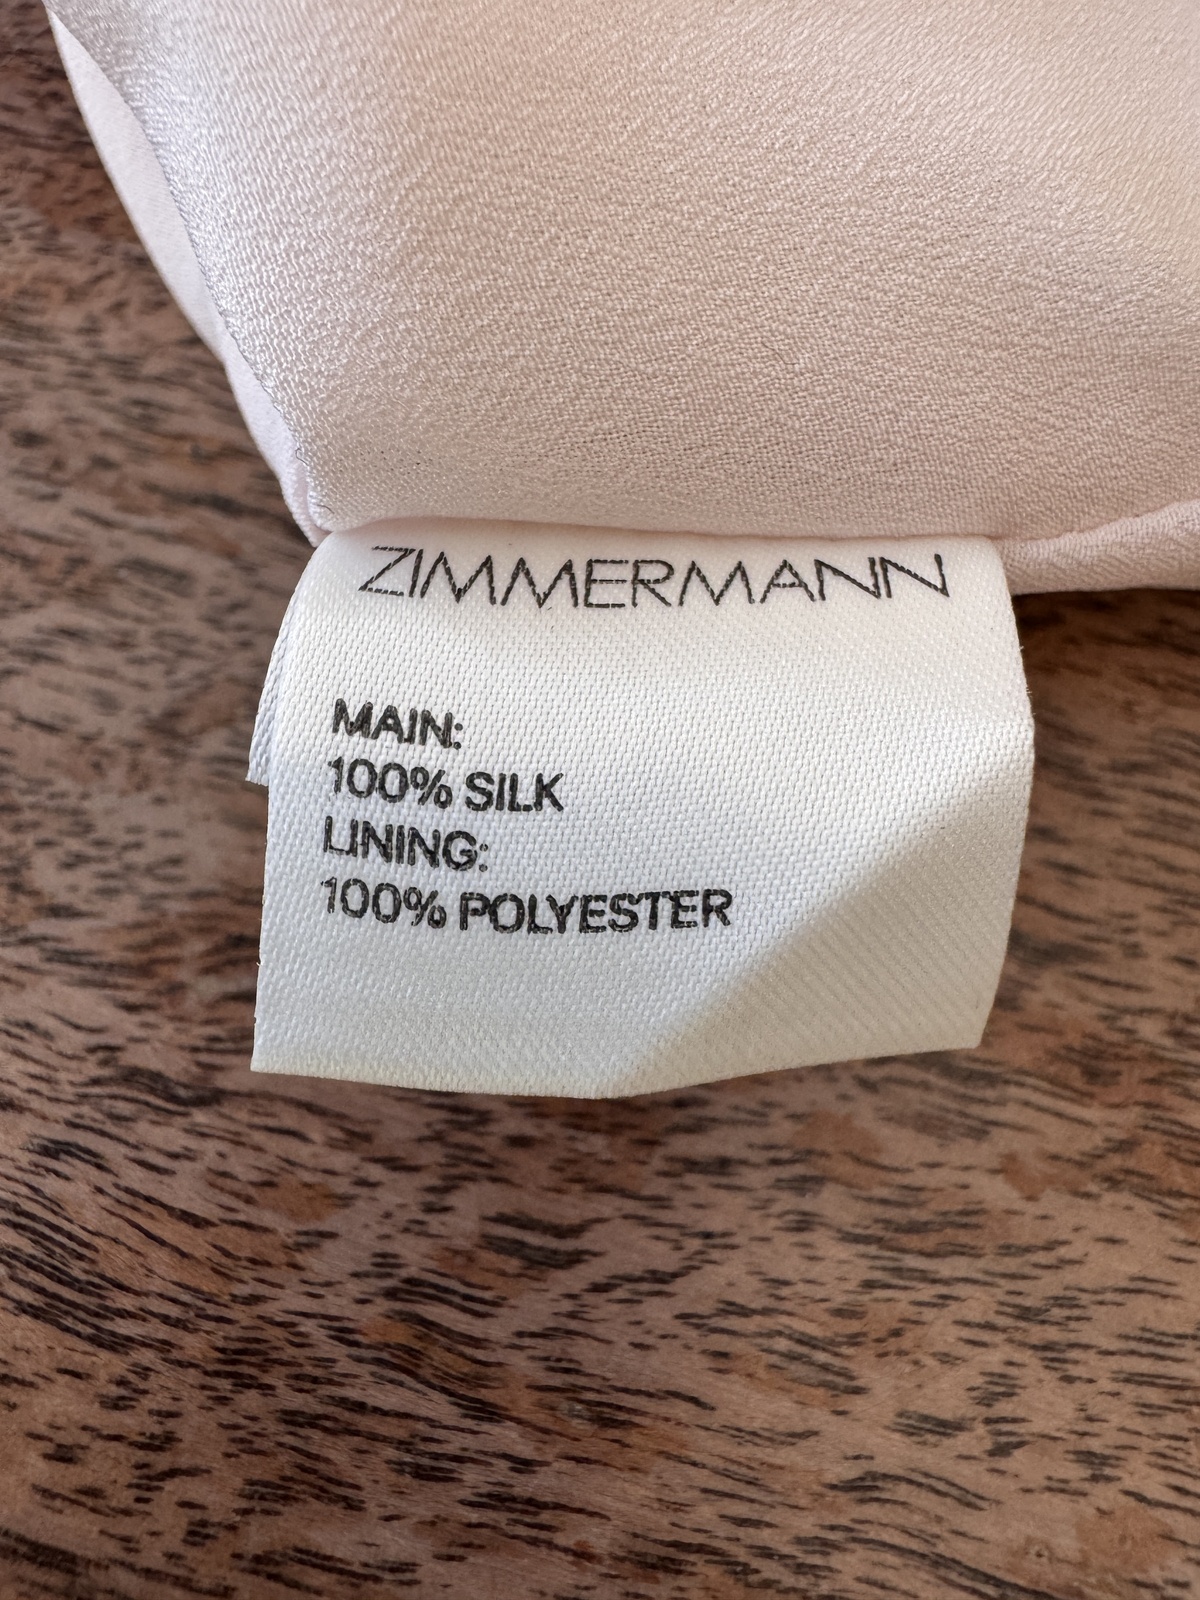 ZIMMERMANN
MAIN:
100% SILK
LINING:
100% POLYESTER